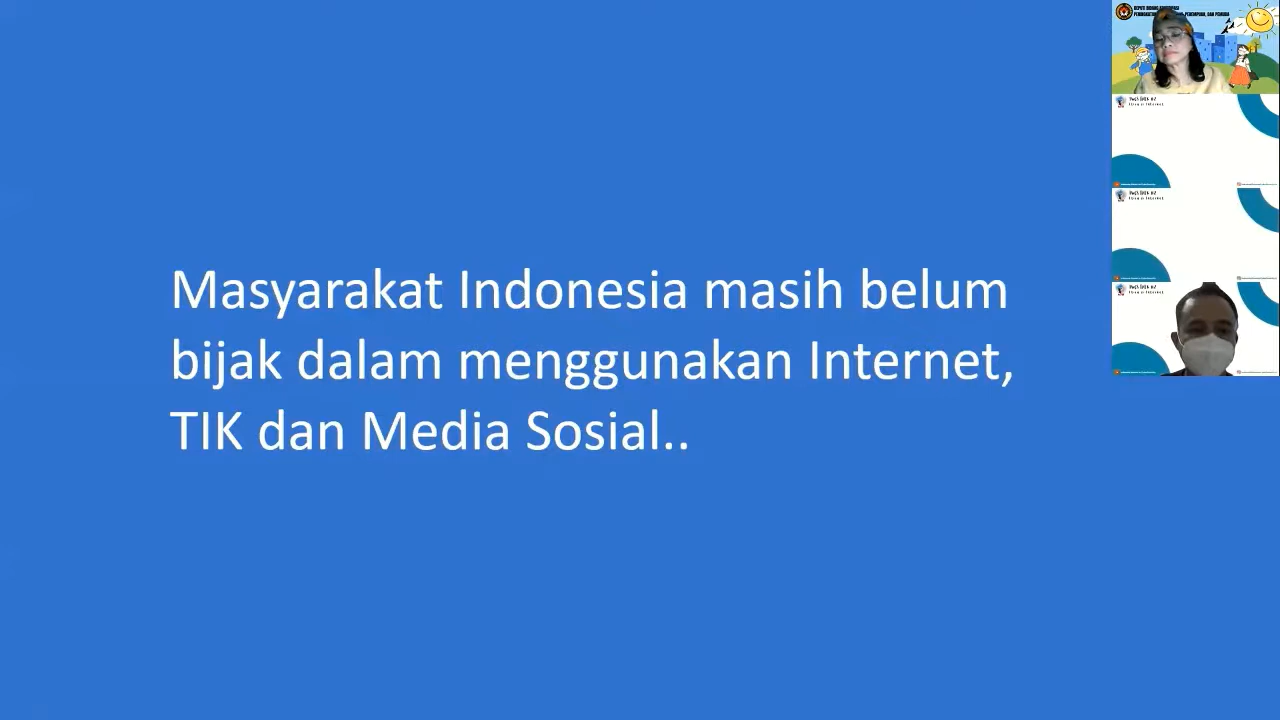 Masyarakat Indonesia masih belum
bijak dalam menggunakan Internet,
TIK dan Media Sosial..